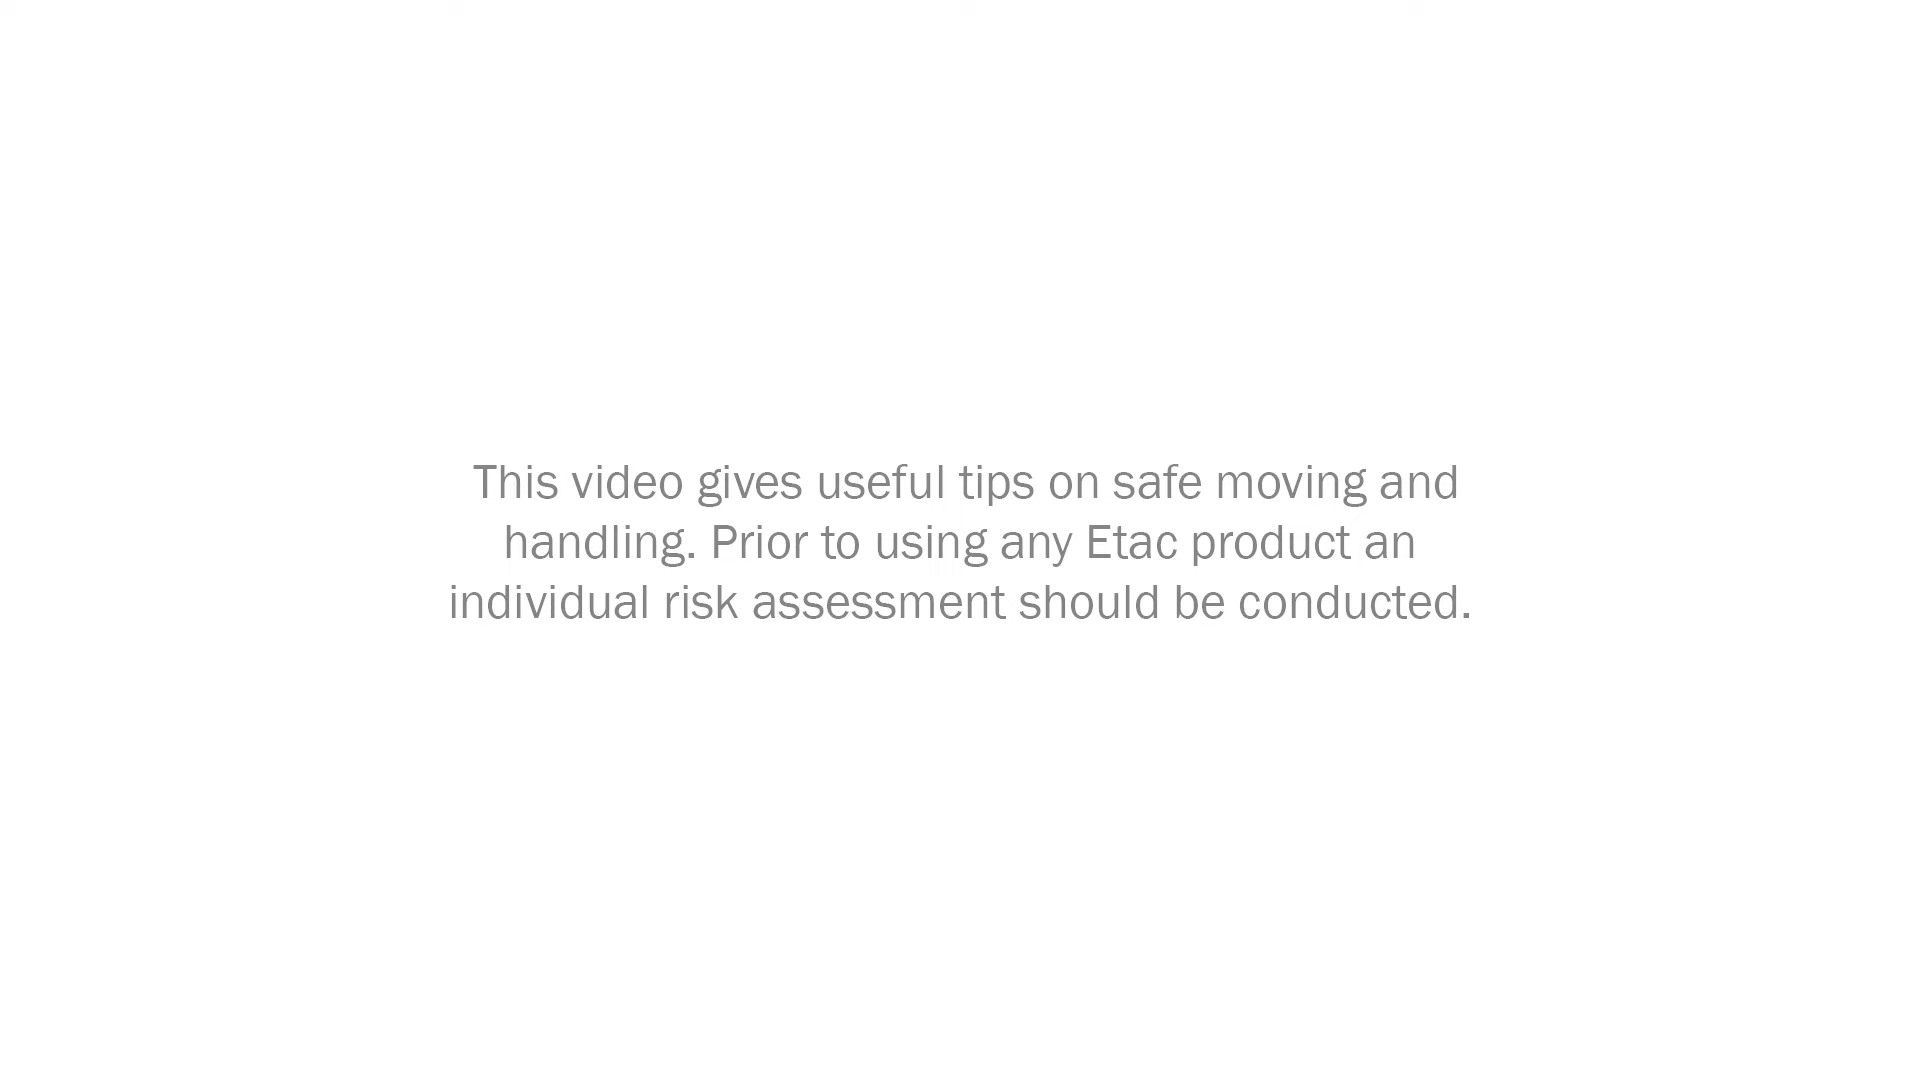 This video gives useful tips on safe moving and
handling. Prior to using any Etac product an
individual risk assessment should be conducted.